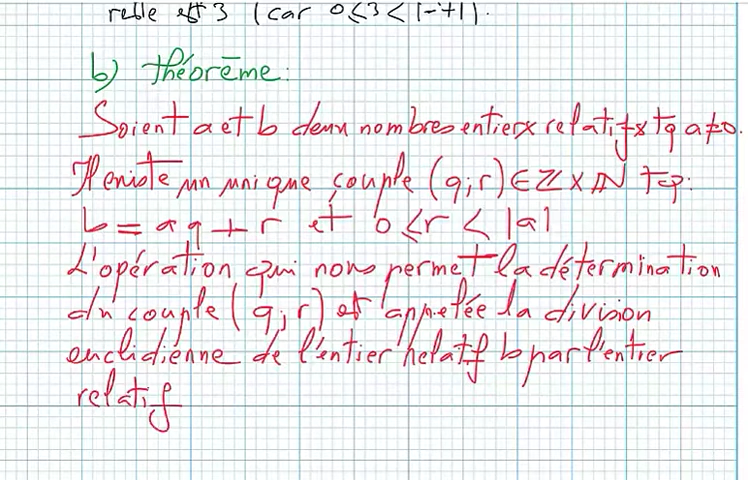 reste est 3 (car 0≤3<|-7|).
b) théorème:
Soient a et b deux nombres entiers relatifs tq a≠0.
Il existe un unique couple (q;r)∈ℤ×ℕ tq:
b = aq + r et 0≤r < |a|
L'opération qui nous permet la détermination
du couple (q;r) est appelée la division
euclidienne de l'entier relatif b par l'entier
relatif